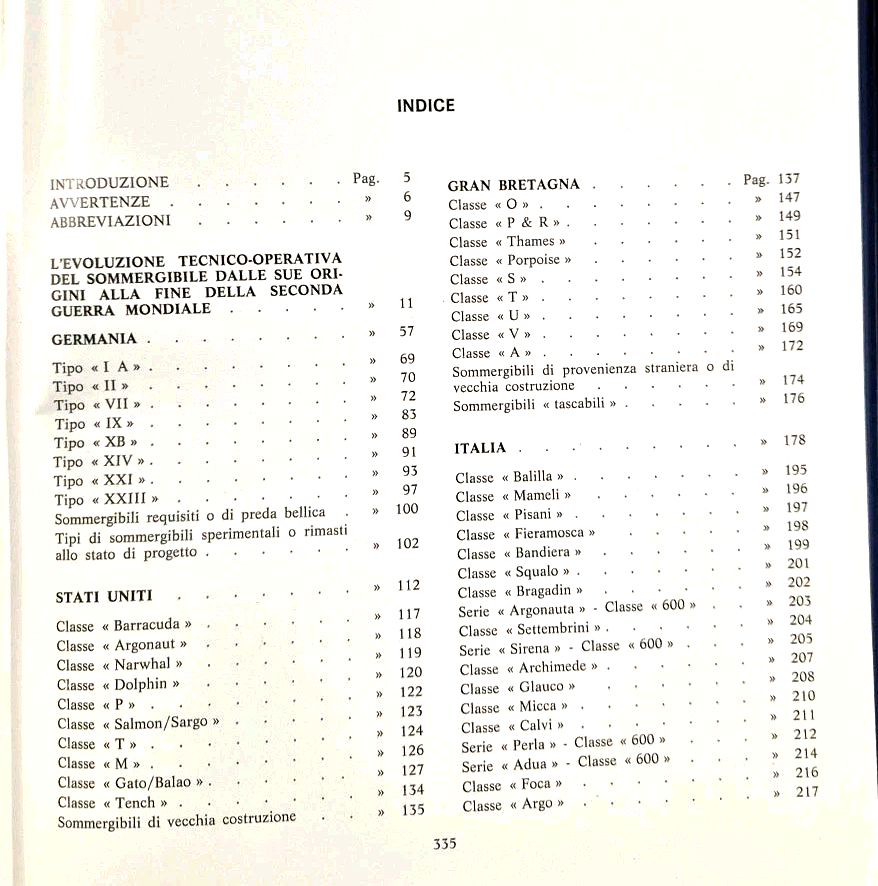 INDICE
INTRODUZIONE . . . . . . Pag. 5
AVVERTENZE . . . . . . . » 6
ABBREVIAZIONI . . . . . . » 9
L'EVOLUZIONE TECNICO-OPERATIVA
DEL SOMMERGIBILE DALLE SUE ORI-
GINI ALLA FINE DELLA SECONDA
GUERRA MONDIALE . . . . . » 11
GERMANIA . . . . . . . » 57
Tipo « I A » . . . . . . . » 69
Tipo « II » . . . . . . . » 70
Tipo « VII » . . . . . . . » 72
Tipo « IX » . . . . . . . » 83
Tipo « XB » . . . . . . . » 89
Tipo « XIV » . . . . . . . » 91
Tipo « XXI » . . . . . . . » 93
Tipo « XXIII » . . . . . . » 97
Sommergibili requisiti o di preda bellica . » 100
Tipi di sommergibili sperimentali o rimasti
allo stato di progetto . . . . . . » 102
STATI UNITI . . . . . . . » 112
Classe « Barracuda » . . . . . . » 117
Classe « Argonaut » . . . . . . » 118
Classe « Narwhal » . . . . . . » 119
Classe « Dolphin » . . . . . . » 120
Classe « P » . . . . . . . » 122
Classe « Salmon/Sargo » . . . . . » 123
Classe « T » . . . . . . . » 124
Classe « M » . . . . . . . » 126
Classe « Gato/Balao » . . . . . . » 127
Classe « Tench » . . . . . . . » 134
Sommergibili di vecchia costruzione . . » 135
GRAN BRETAGNA . . . . . . Pag. 137
Classe « O » . . . . . . . . » 147
Classe « P & R » . . . . . . . » 149
Classe « Thames » . . . . . . » 151
Classe « Porpoise » . . . . . . » 152
Classe « S » . . . . . . . . » 154
Classe « T » . . . . . . . . » 160
Classe « U » . . . . . . . . » 165
Classe « V » . . . . . . . . » 169
Classe « A » . . . . . . . . » 172
Sommergibili di provenienza straniera o di
vecchia costruzione . . . . . . » 174
Sommergibili « tascabili » . . . . . » 176
ITALIA . . . . . . . . . » 178
Classe « Balilla » . . . . . . . » 195
Classe « Mameli » . . . . . . » 196
Classe « Pisani » . . . . . . . » 197
Classe « Fieramosca » . . . . . » 198
Classe « Bandiera » . . . . . . » 199
Classe « Squalo » . . . . . . . » 201
Classe « Bragadin » . . . . . . » 202
Serie « Argonauta » - Classe « 600 » . . » 203
Classe « Settembrini » . . . . . . » 204
Serie « Sirena » - Classe « 600 » . . . » 205
Classe « Archimede » . . . . . . » 207
Classe « Glauco » . . . . . . » 208
Classe « Micca » . . . . . . . » 210
Classe « Calvi » . . . . . . . » 211
Serie « Perla » - Classe « 600 » . . . » 212
Serie « Adua » - Classe « 600 » . . . » 214
Classe « Foca » . . . . . . . » 216
Classe « Argo » . . . . . . . » 217
335